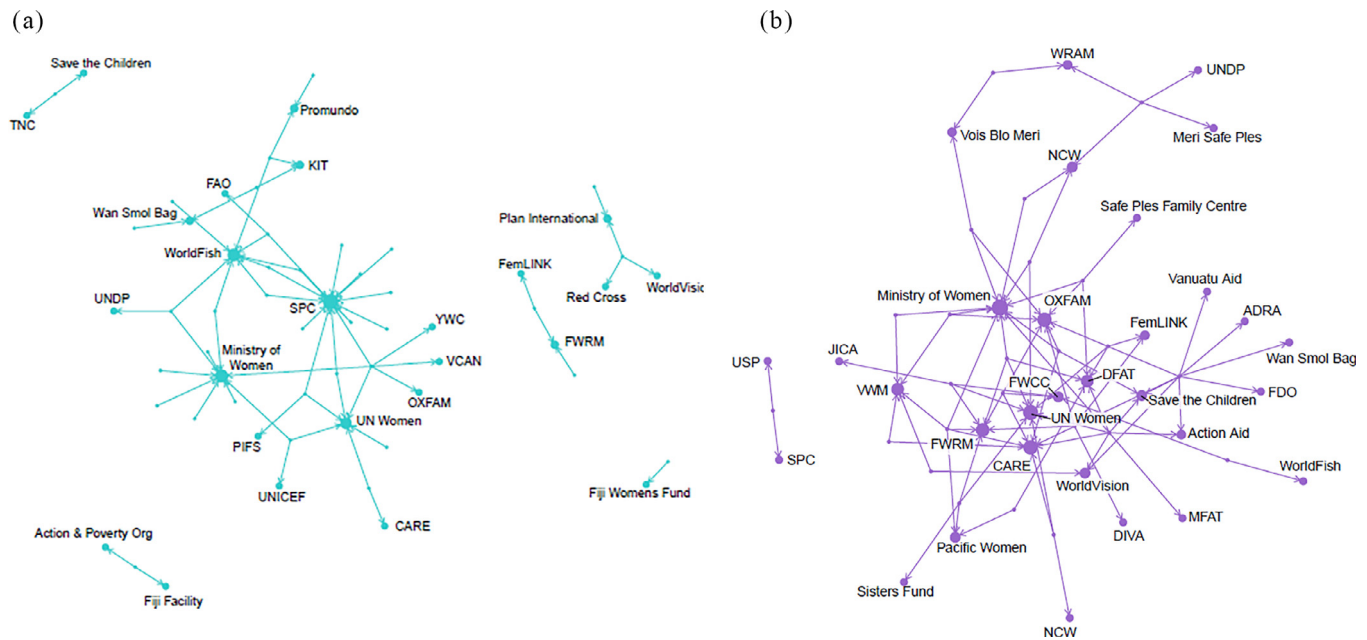 (a)
Save the Children
TNC
Promundo
KIT
FAO
Wan Smol Bag
WorldFish
UNDP
SPC
Ministry of
Women
YWC
VCAN
OXFAM
UN Women
PIFS
UNICEF
CARE
Plan International
FemLINK
Red Cross
WorldVisic
FWRM
Fiji Womens Fund
Action & Poverty Org
Fiji Facility
(b)
WRAM
UNDP
Vois Blo Meri
Meri Safe Ples
NCW
Safe Ples Family Centre
Vanuatu Aid
Ministry of Women
OXFAM
ADRA
FemLINK
Wan Smol Bag
JICA
USP
DFAT
FWCC
VWM
Save the Children
FDO
UN Women
FWRM
Action Aid
SPC
CARE
WorldFish
WorldVision
MFAT
DIVA
Pacific Women
Sisters Fund
NCW